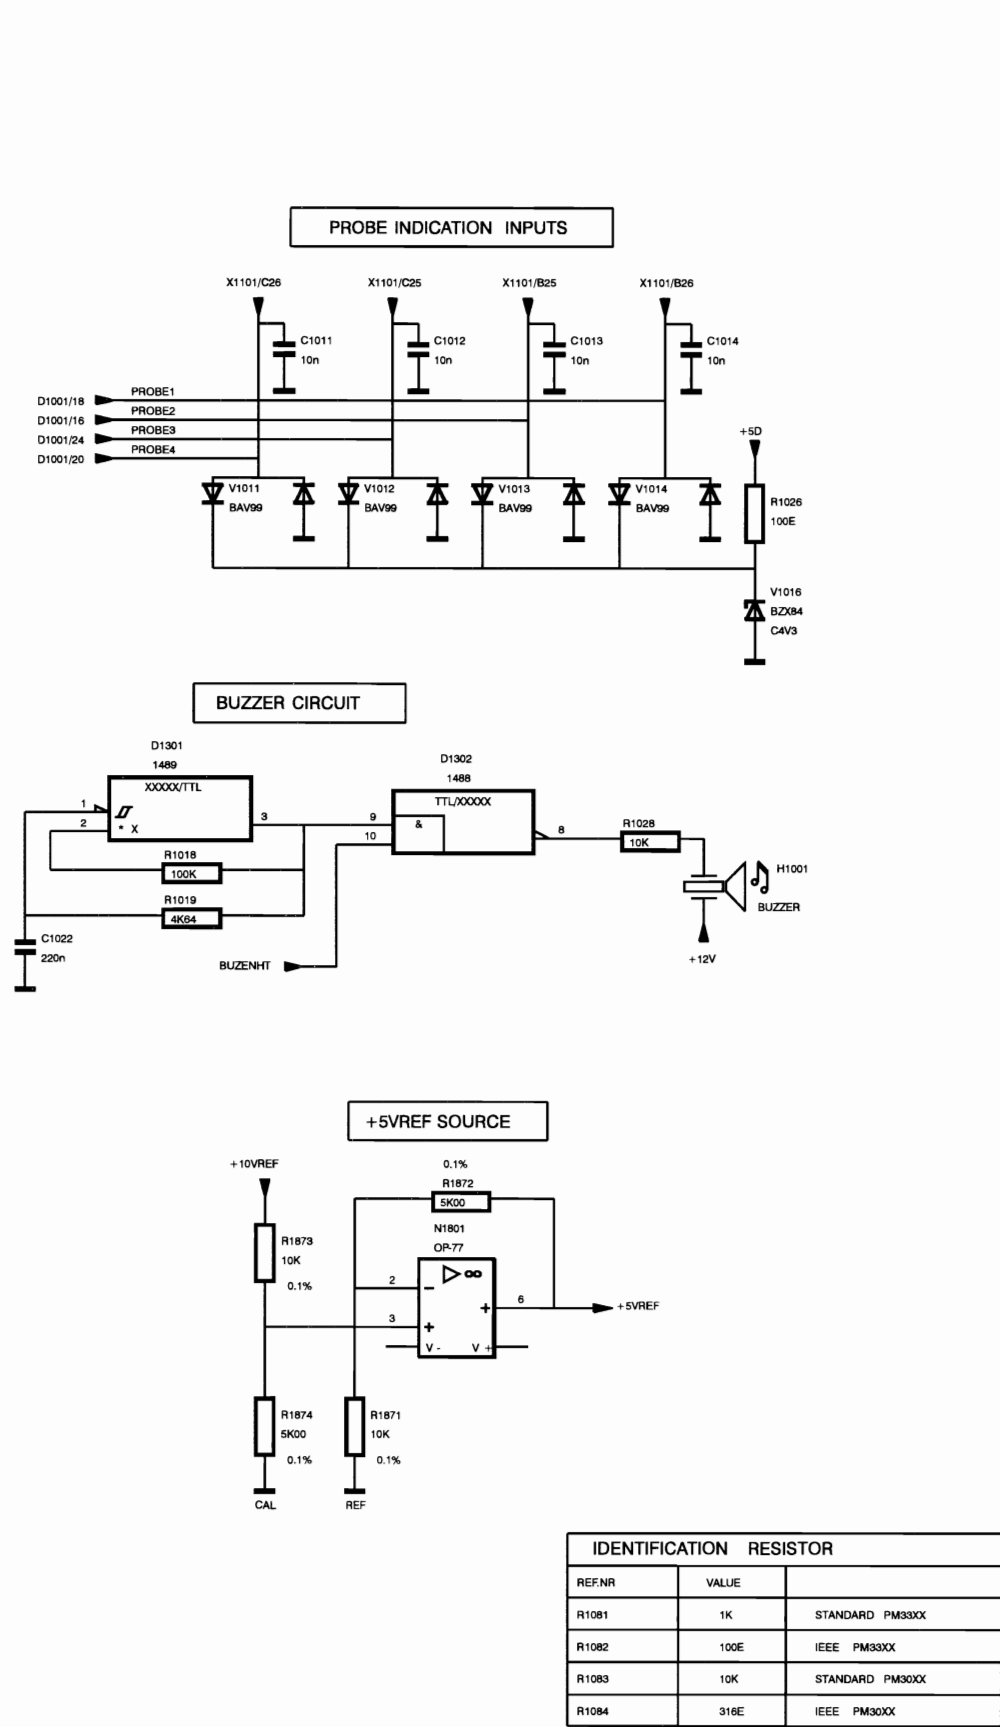 PROBE INDICATION INPUTS
X1101/C26
X1101/C25
X1101/B25
X1101/B26
C1011
10n
C1012
10n
C1013
10n
C1014
10n
D1001/18
PROBE1
D1001/16
PROBE2
D1001/24
PROBE3
D1001/20
PROBE4
+5D
V1011
BAV99
V1012
BAV99
V1013
BAV99
V1014
BAV99
R1026
100E
V1016
BZX84
C4V3
BUZZER CIRCUIT
D1301
1489
XXXXX/TTL
1
2
* X
3
R1018
100K
R1019
4K64
C1022
220n
BUZENHT
D1302
1488
TTL/XXXXX
9
10
&
8
R1028
10K
H1001
BUZZER
+12V
+5VREF SOURCE
+10VREF
0.1%
R1872
5K00
R1873
10K
0.1%
N1801
OP-77
▷ ∞
2
−
3
+
+
6
+5VREF
V -
V +
R1874
5K00
0.1%
R1871
10K
0.1%
CAL
REF
IDENTIFICATION RESISTOR
REF.NR VALUE
R1081 1K STANDARD PM33XX
R1082 100E IEEE PM33XX
R1083 10K STANDARD PM30XX
R1084 316E IEEE PM30XX